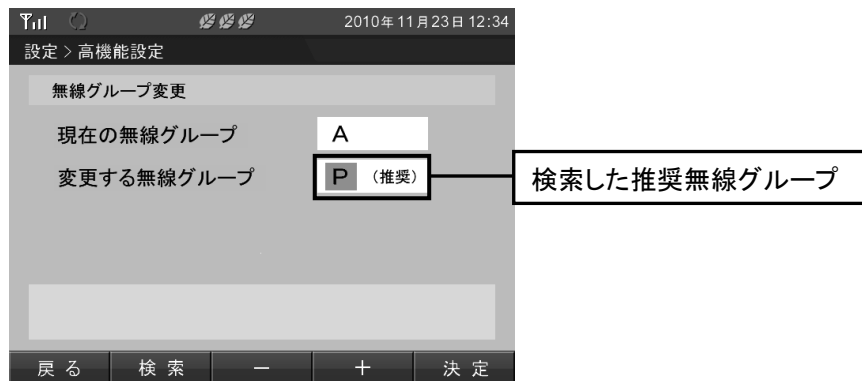 2010年11月23日 12:34
設定 > 高機能設定
無線グループ変更
現在の無線グループ A
変更する無線グループ P （推奨）
検索した推奨無線グループ
戻る 検索 － ＋ 決定